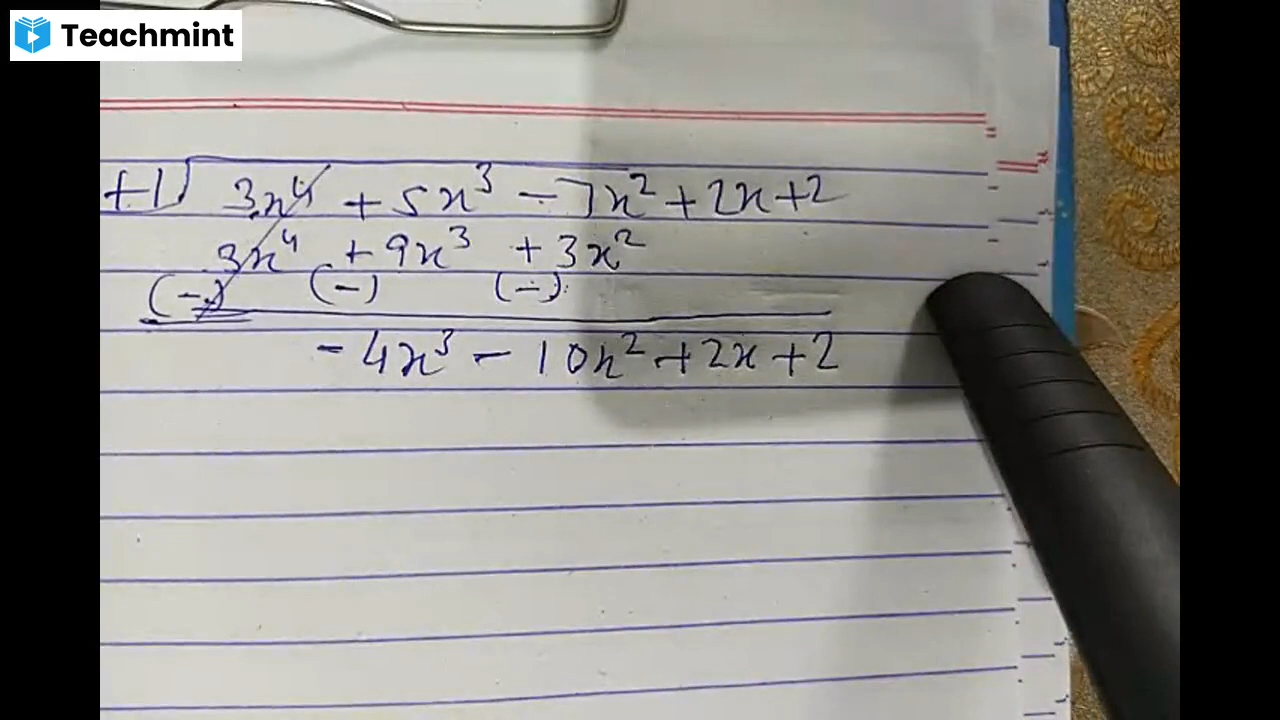 Teachmint
+1) 3x⁴ + 5x³ - 7x² + 2x + 2
3x⁴ + 9x³ + 3x²
(-) (-) (-)
- 4x³ - 10x² + 2x + 2